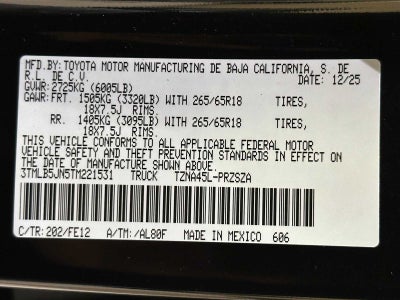 MFD.BY: TOYOTA MOTOR MANUFACTURING DE BAJA CALIFORNIA, S. DE
R.L. DE C.V. DATE: 12/25
GVWR: 2725KG (6005LB)
GAWR: FRT. 1505KG (3320LB) WITH 265/65R18 TIRES,
18X7.5J RIMS.
RR. 1405KG (3095LB) WITH 265/65R18 TIRES,
18X7.5J RIMS.
THIS VEHICLE CONFORMS TO ALL APPLICABLE FEDERAL MOTOR
VEHICLE SAFETY AND THEFT PREVENTION STANDARDS IN EFFECT ON
THE DATE OF MANUFACTURE SHOWN ABOVE.
3TMLB5JN5TM221531 TRUCK TZNA45L-PRZSZA
C/TR: 202/FE12 A/TM: /AL80F MADE IN MEXICO 606